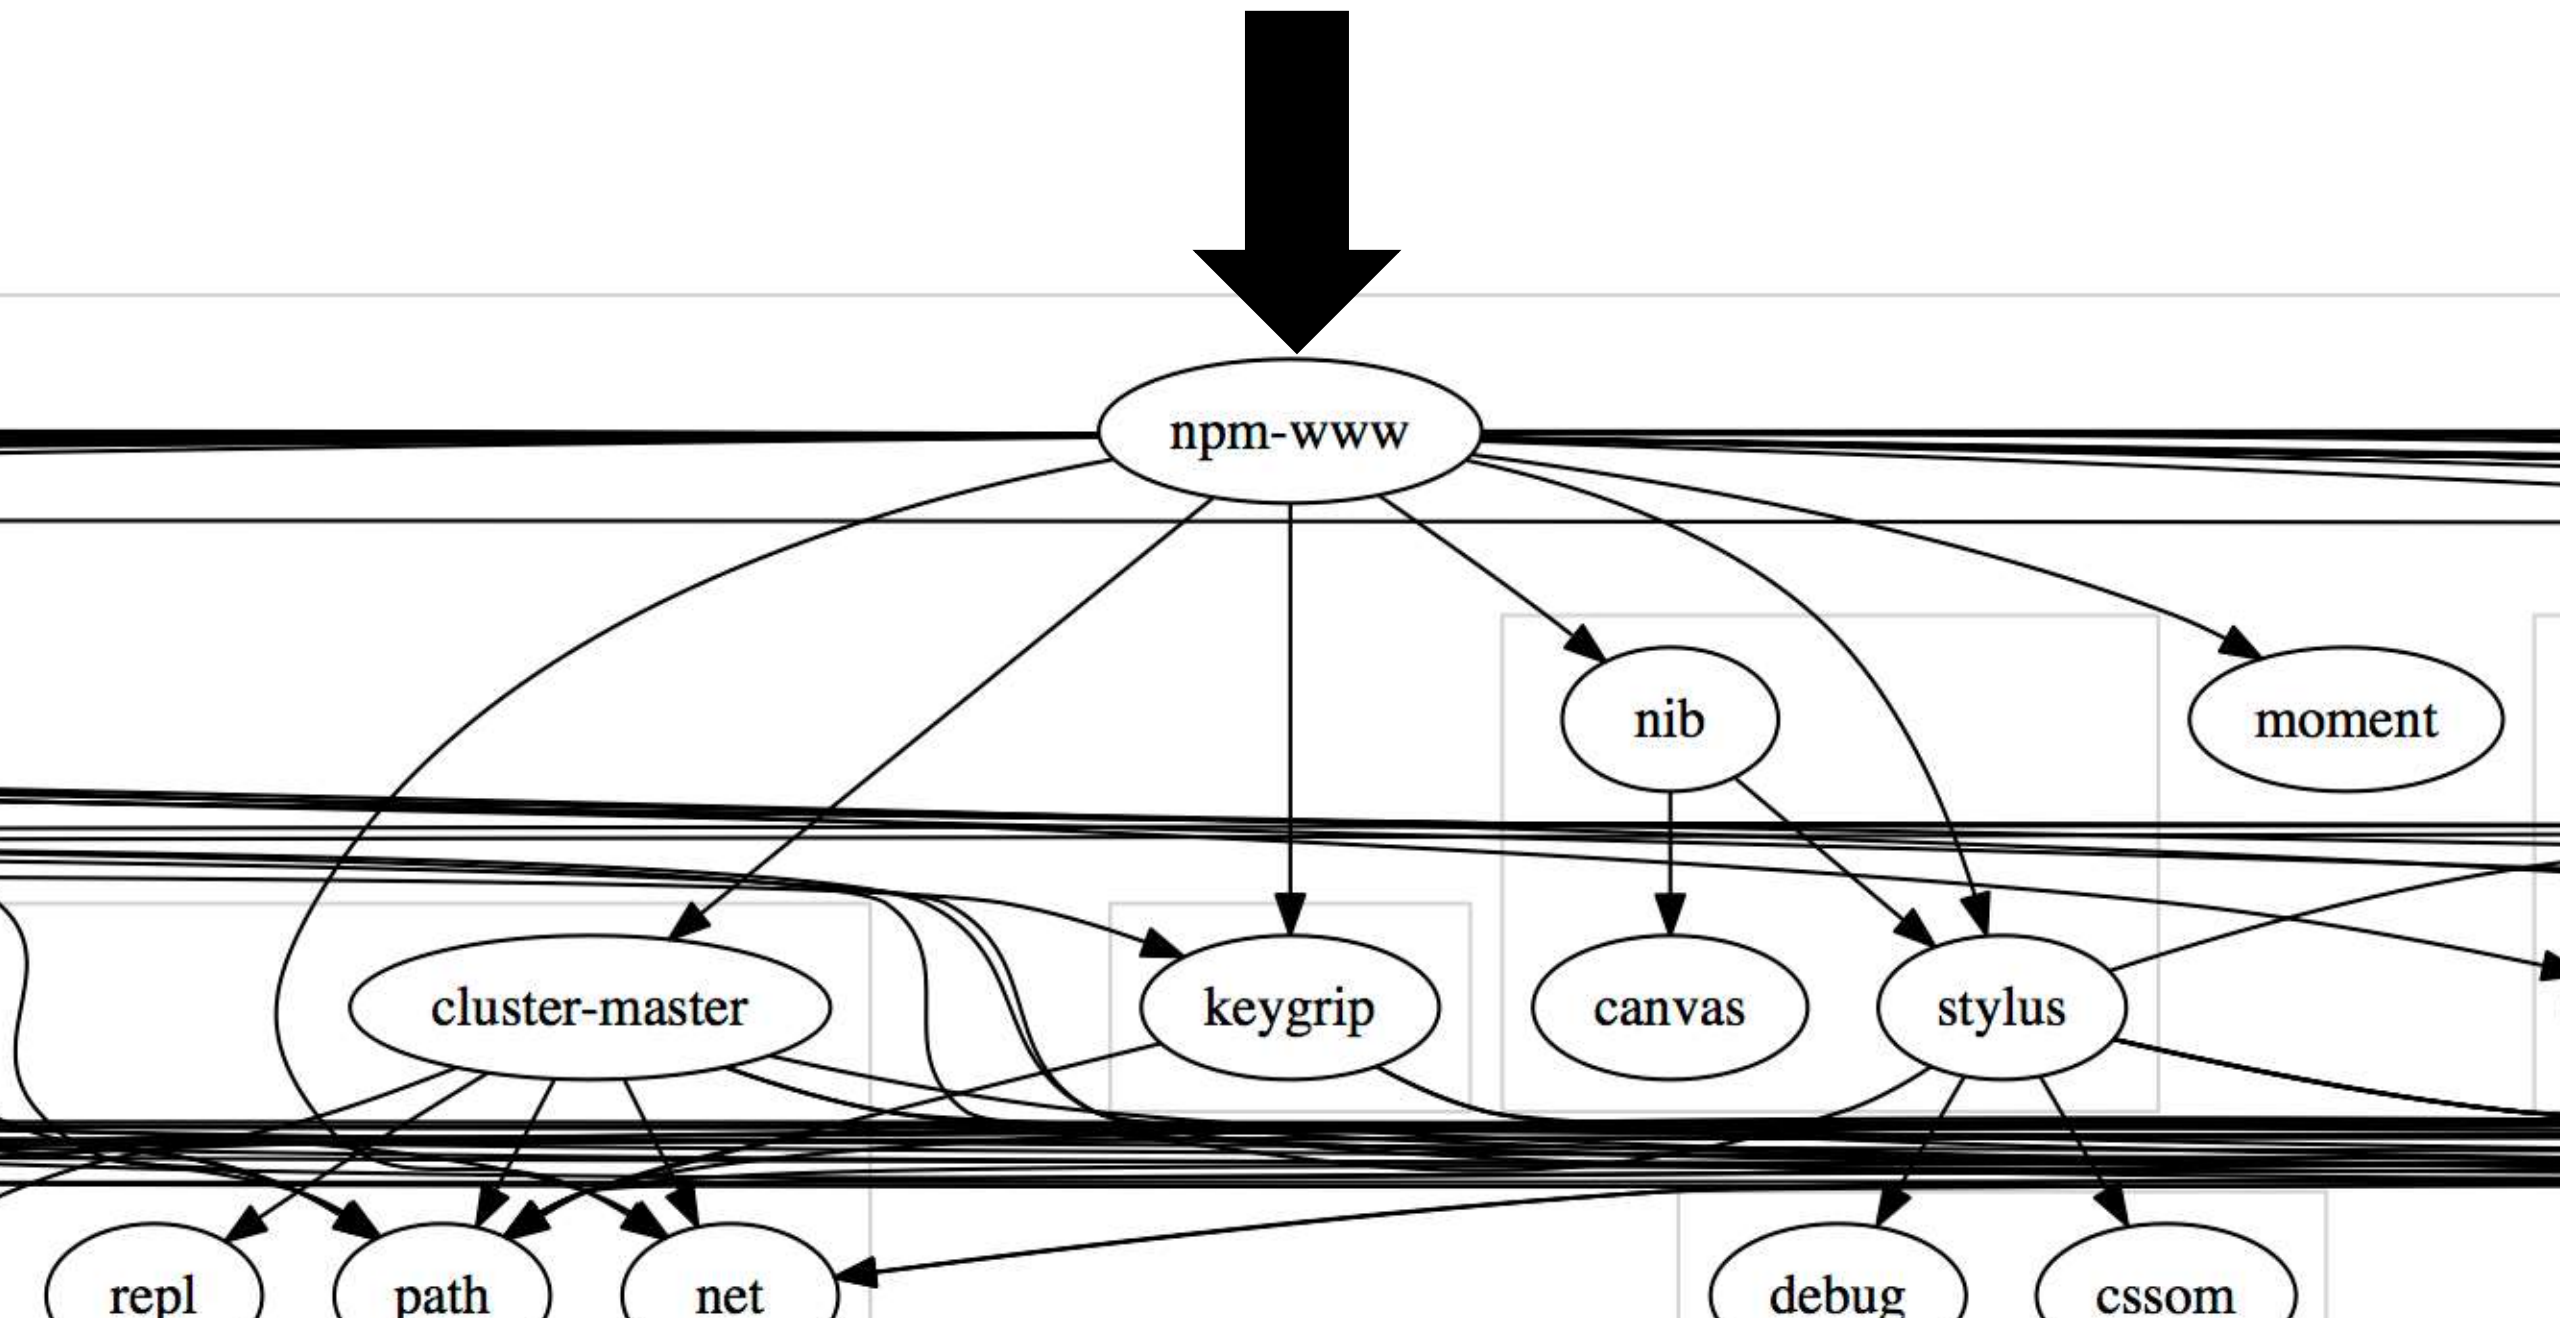 npm-www
nib
moment
cluster-master
keygrip
canvas
stylus
repl
path
net
debug
cssom